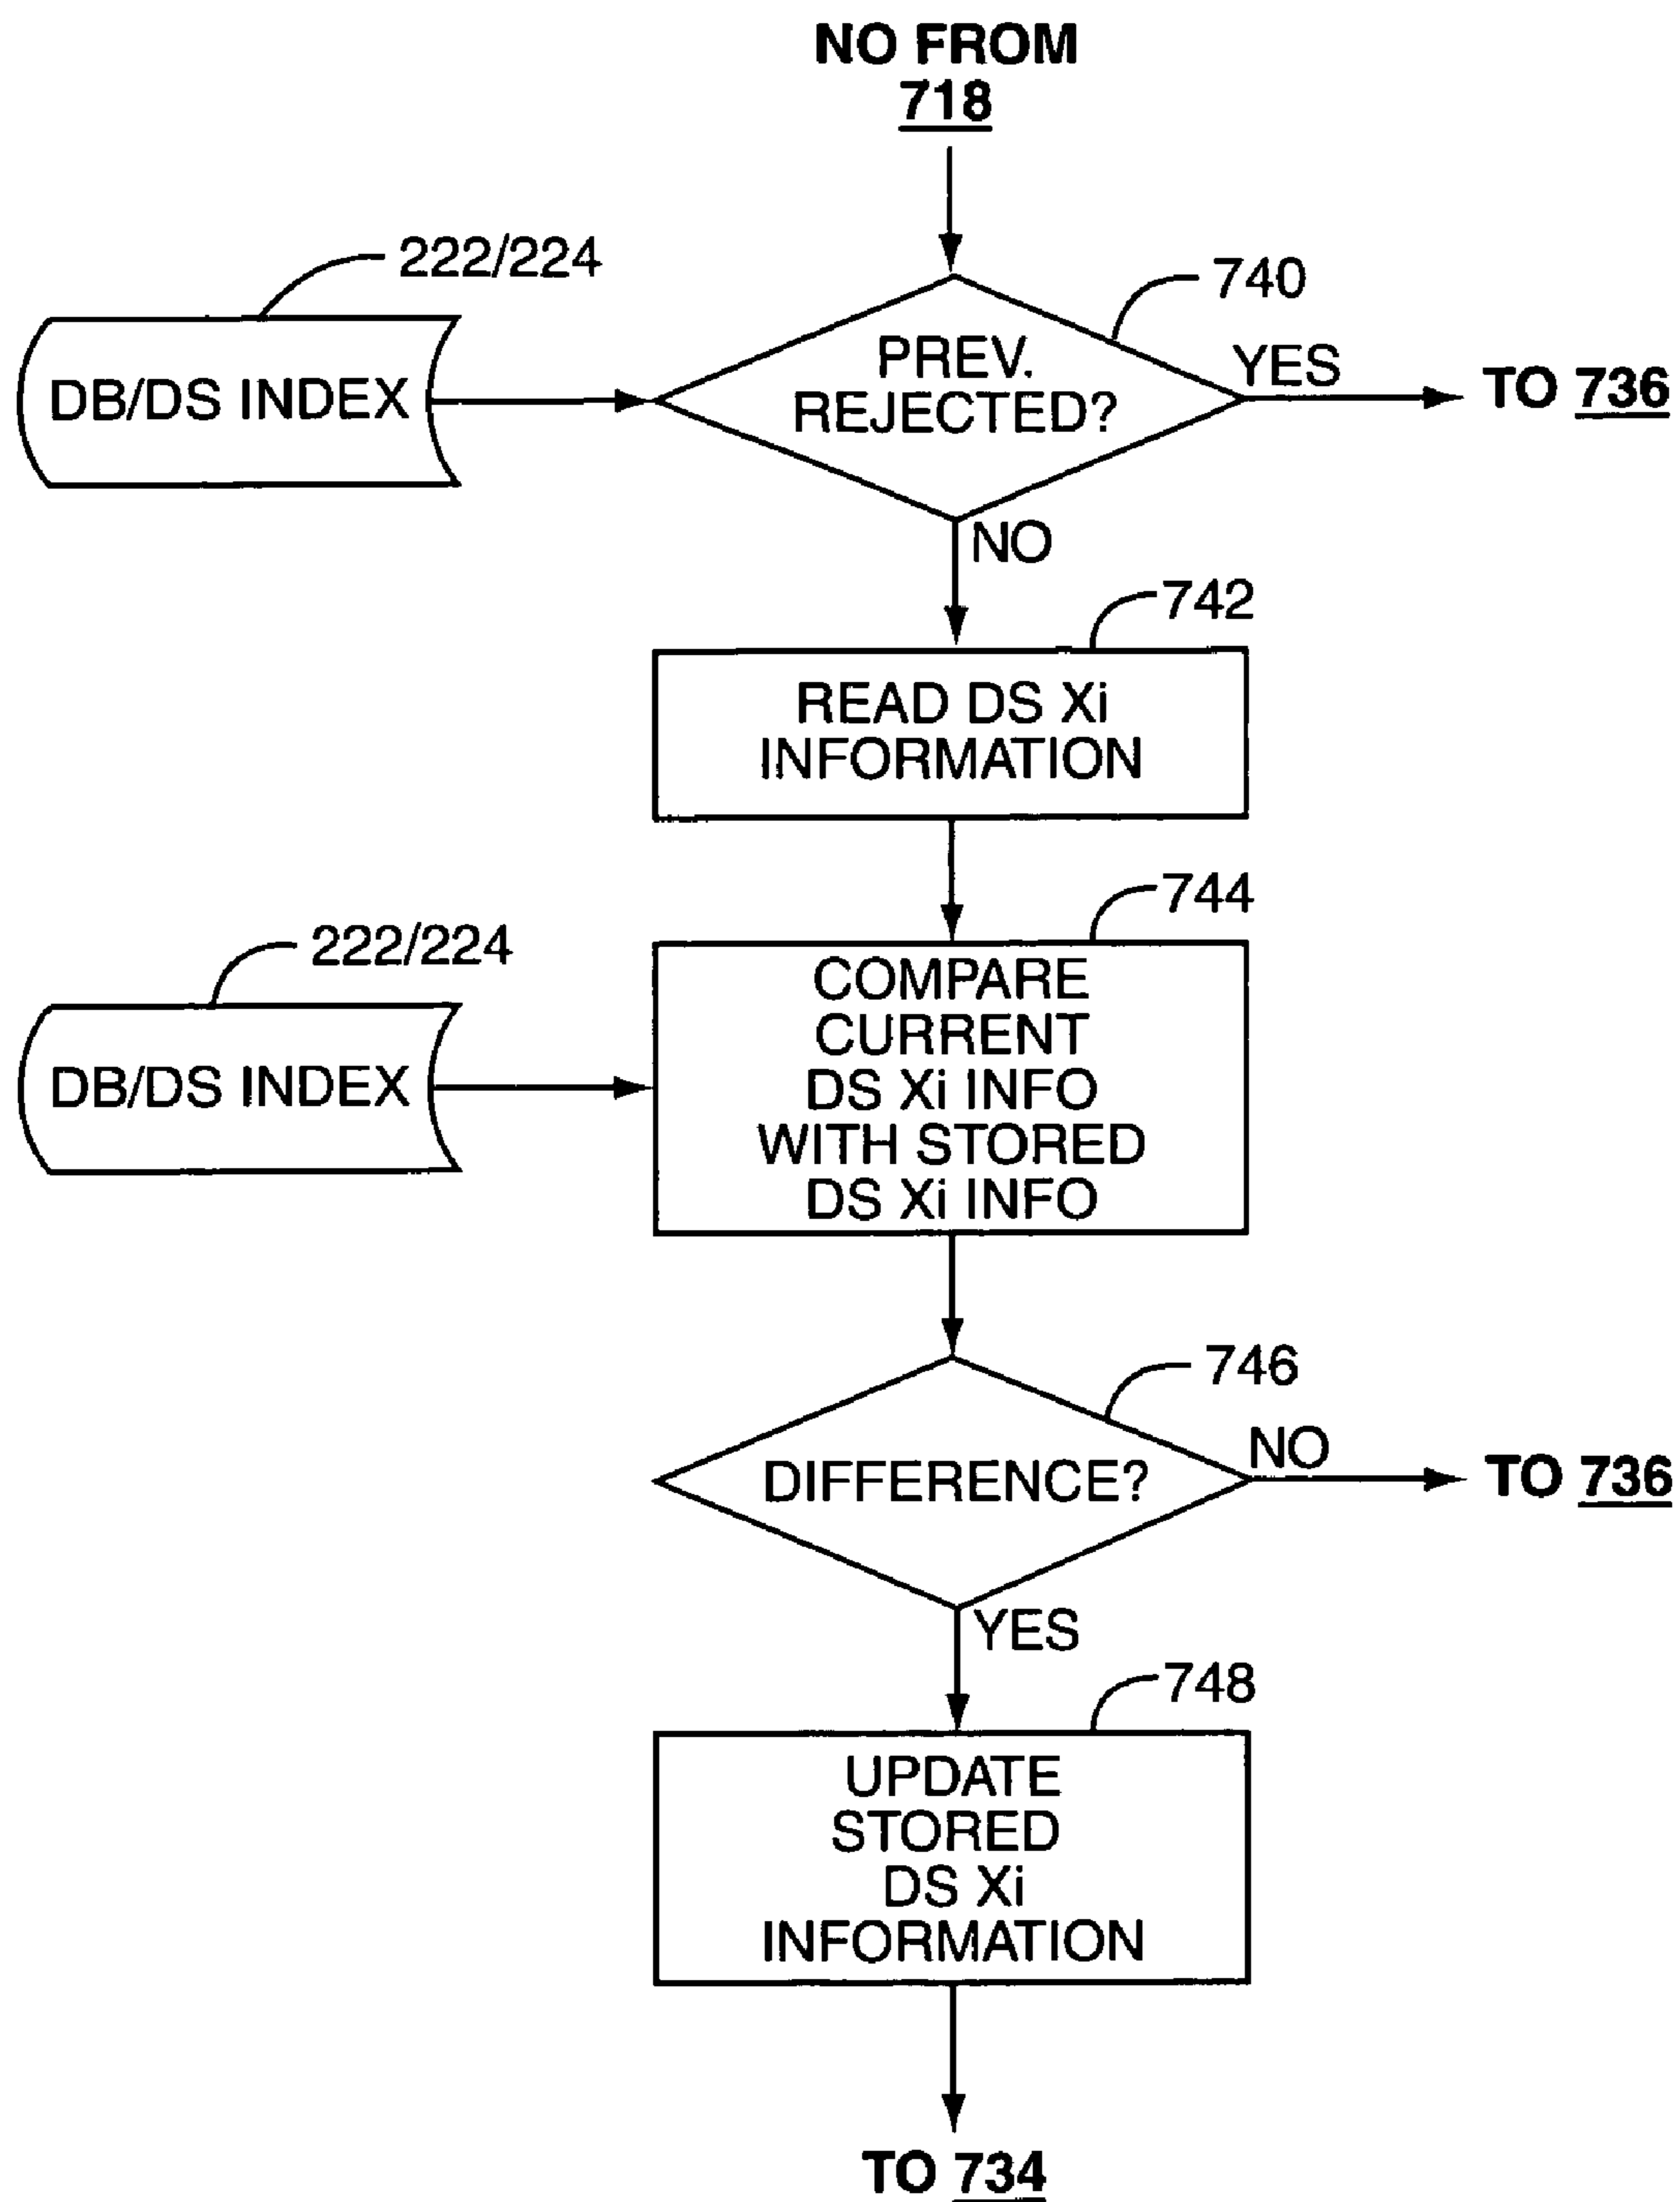 NO FROM
718
222/224
740
DB/DS INDEX
PREV.
REJECTED?
YES
TO 736
NO
742
READ DS Xi
INFORMATION
744
222/224
DB/DS INDEX
COMPARE
CURRENT
DS Xi INFO
WITH STORED
DS Xi INFO
746
DIFFERENCE?
NO
TO 736
YES
748
UPDATE
STORED
DS Xi
INFORMATION
TO 734